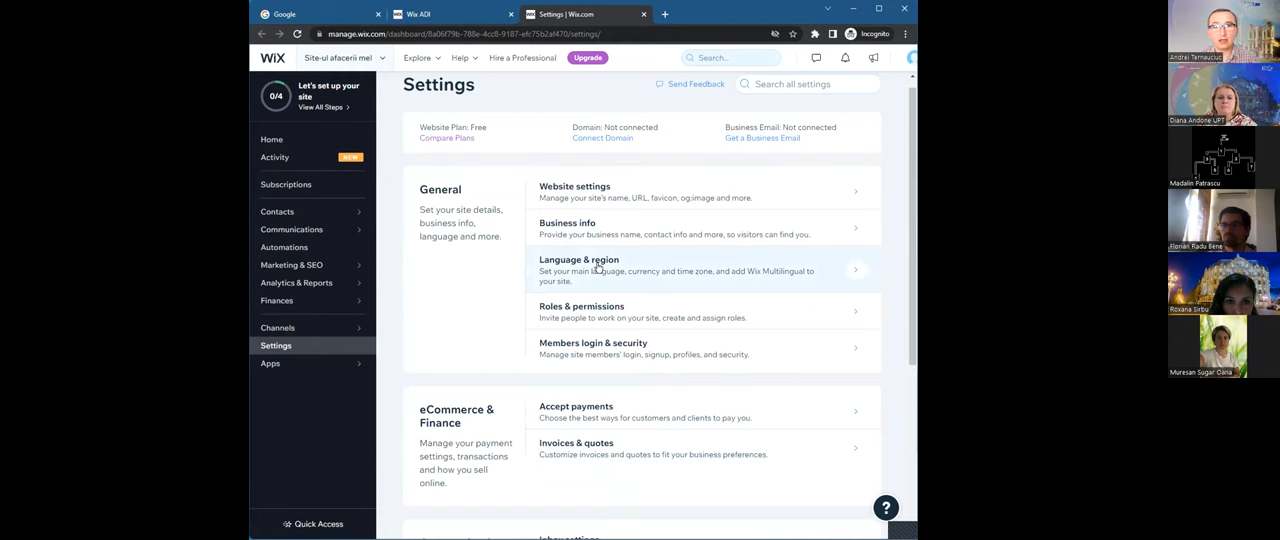 Google
Wix ADI
Settings | Wix.com
manage.wix.com/dashboard/8a06f79b-788e-4cc8-9187-efc75b2af470/settings/
Incognito
WIX
Site-ul afacerii mel
Explore
Help
Hire a Professional
Upgrade
Search...
0/4
Let's set up your
site
View All Steps >
Home
Activity
NEW
Subscriptions
Contacts
Communications
Automations
Marketing & SEO
Analytics & Reports
Finances
Channels
Settings
Apps
Quick Access
Settings
Send Feedback
Search all settings
Website Plan: Free
Compare Plans
Domain: Not connected
Connect Domain
Business Email: Not connected
Get a Business Email
General
Set your site details,
business info,
language and more.
Website settings
Manage your site's name, URL, favicon, og:image and more.
Business info
Provide your business name, contact info and more, so visitors can find you.
Language & region
Set your main language, currency and time zone, and add Wix Multilingual to
your site.
Roles & permissions
Invite people to work on your site, create and assign roles.
Members login & security
Manage site members' login, signup, profiles, and security.
eCommerce &
Finance
Manage your payment
settings, transactions
and how you sell
online.
Accept payments
Choose the best ways for customers and clients to pay you.
Invoices & quotes
Customize invoices and quotes to fit your business preferences.
Inbox settings
?
Andrei Ternauciuc
Diana Andone UPT
Madalin Patrascu
Florian Radu Bene
Roxana Sirbu
Muresan Sugar Oana